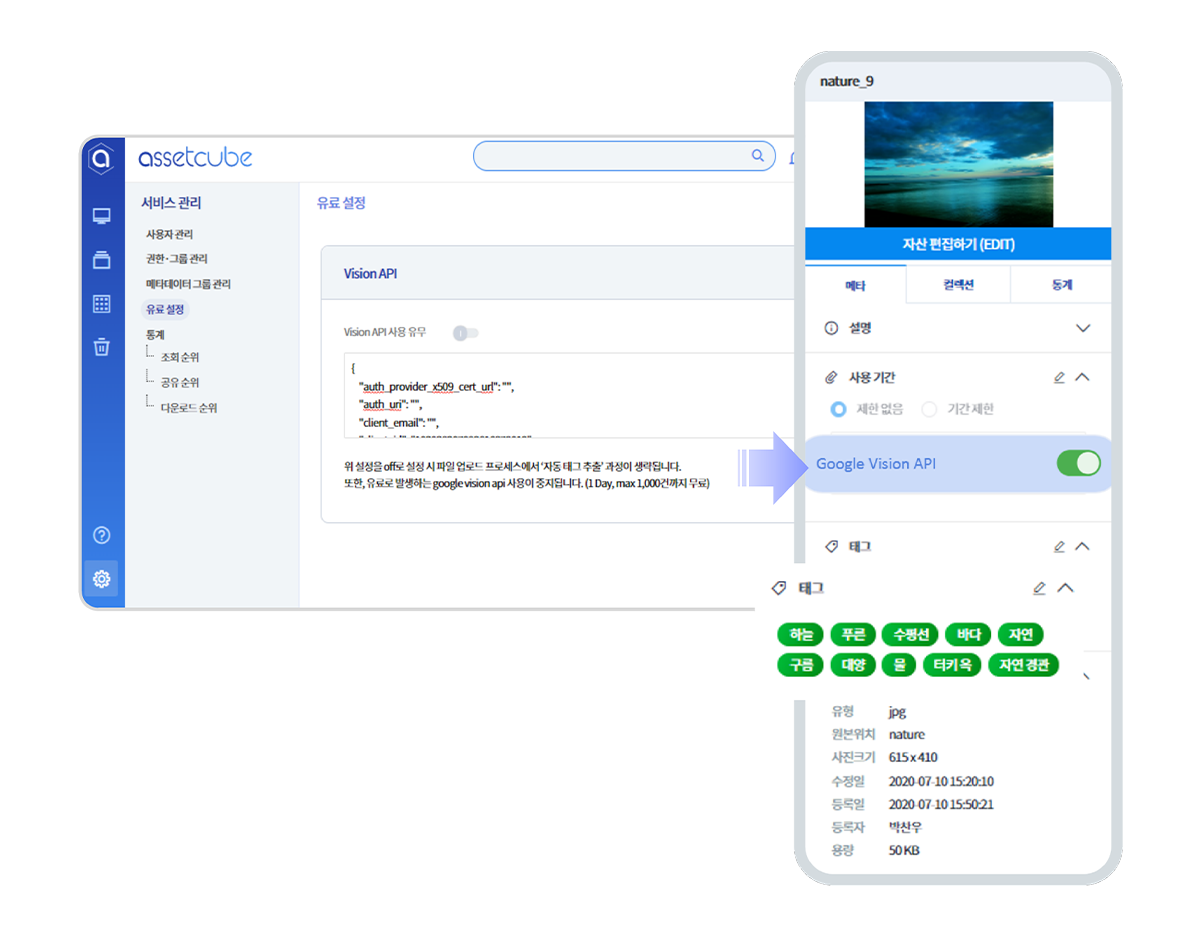 assetcube
서비스 관리
사용자 관리
권한·그룹 관리
메타데이터 그룹 관리
유료 설정
통계
조회 순위
공유 순위
다운로드 순위
유료 설정
Vision API
Vision API 사용 유무
{
"auth_provider_x509_cert_url": "",
"auth_uri": "",
"client_email": "",
위 설정을 off로 설정 시 파일 업로드 프로세스에서 '자동 태그 추출' 과정이 생략됩니다.
또한, 유료로 발생하는 google vision api 사용이 중지됩니다. (1 Day, max 1,000건까지 무료)
nature_9
자산 편집하기 (EDIT)
메타 컬렉션 통계
설명
사용 기간
제한 없음 기간 제한
Google Vision API
태그
태그
하늘 푸른 수평선 바다 자연
구름 대양 물 터키 옥 자연 경관
유형 jpg
원본위치 nature
사진크기 615 x 410
수정일 2020-07-10 15:20:10
등록일 2020-07-10 15:50:21
등록자 박찬우
용량 50 KB